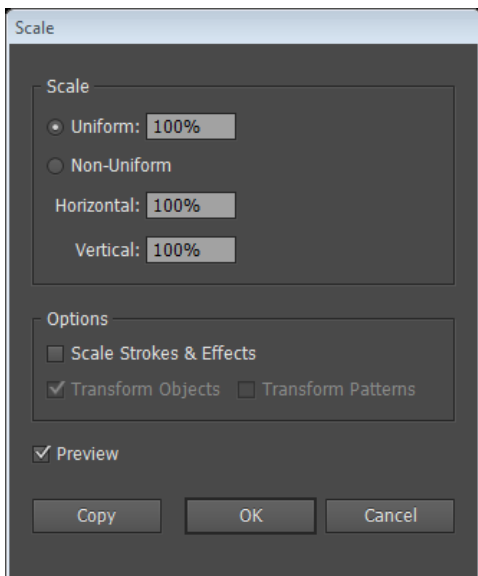 Scale
Scale
Uniform: 100%
Non-Uniform
Horizontal: 100%
Vertical: 100%
Options
Scale Strokes & Effects
Transform Objects Transform Patterns
Preview
Copy OK Cancel